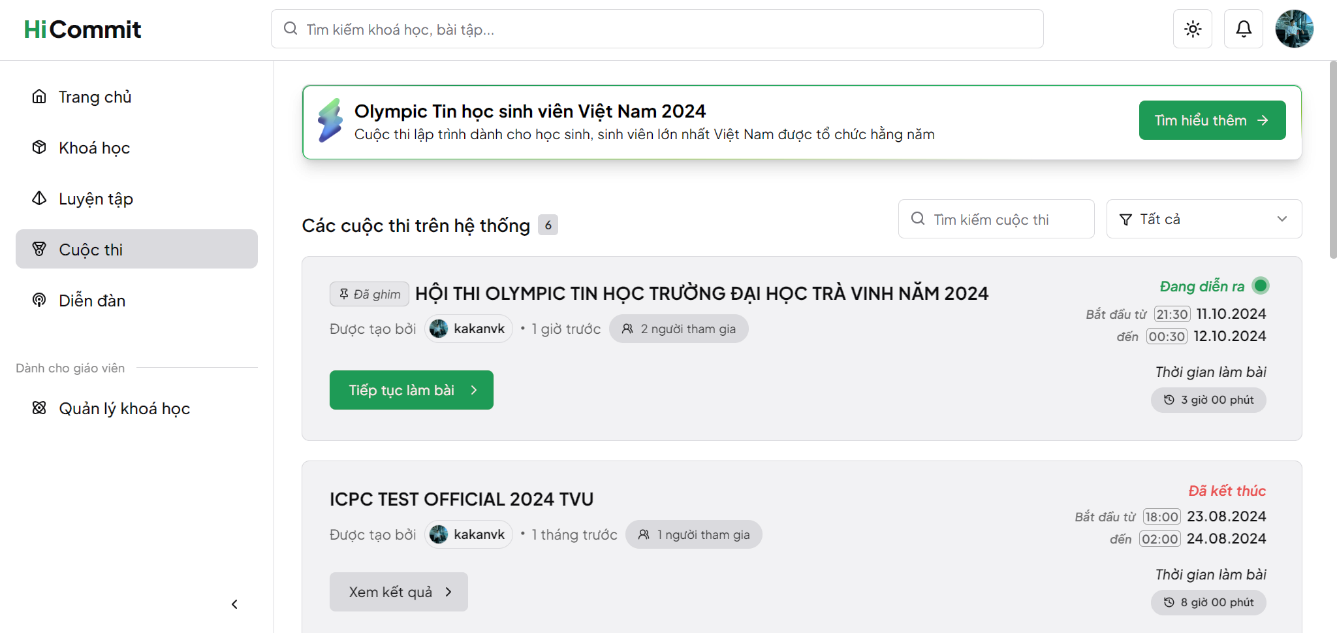 HiCommit
Tìm kiếm khoá học, bài tập...
Trang chủ
Khoá học
Luyện tập
Cuộc thi
Diễn đàn
Dành cho giáo viên
Quản lý khoá học
Olympic Tin học sinh viên Việt Nam 2024
Cuộc thi lập trình dành cho học sinh, sinh viên lớn nhất Việt Nam được tổ chức hằng năm
Tìm hiểu thêm
Các cuộc thi trên hệ thống 6
Tìm kiếm cuộc thi
Tất cả
Đã ghim HỘI THI OLYMPIC TIN HỌC TRƯỜNG ĐẠI HỌC TRÀ VINH NĂM 2024
Được tạo bởi kakanvk • 1 giờ trước 2 người tham gia
Tiếp tục làm bài
Đang diễn ra
Bắt đầu từ 21:30 11.10.2024
đến 00:30 12.10.2024
Thời gian làm bài
3 giờ 00 phút
ICPC TEST OFFICIAL 2024 TVU
Được tạo bởi kakanvk • 1 tháng trước 1 người tham gia
Xem kết quả
Đã kết thúc
Bắt đầu từ 18:00 23.08.2024
đến 02:00 24.08.2024
Thời gian làm bài
8 giờ 00 phút